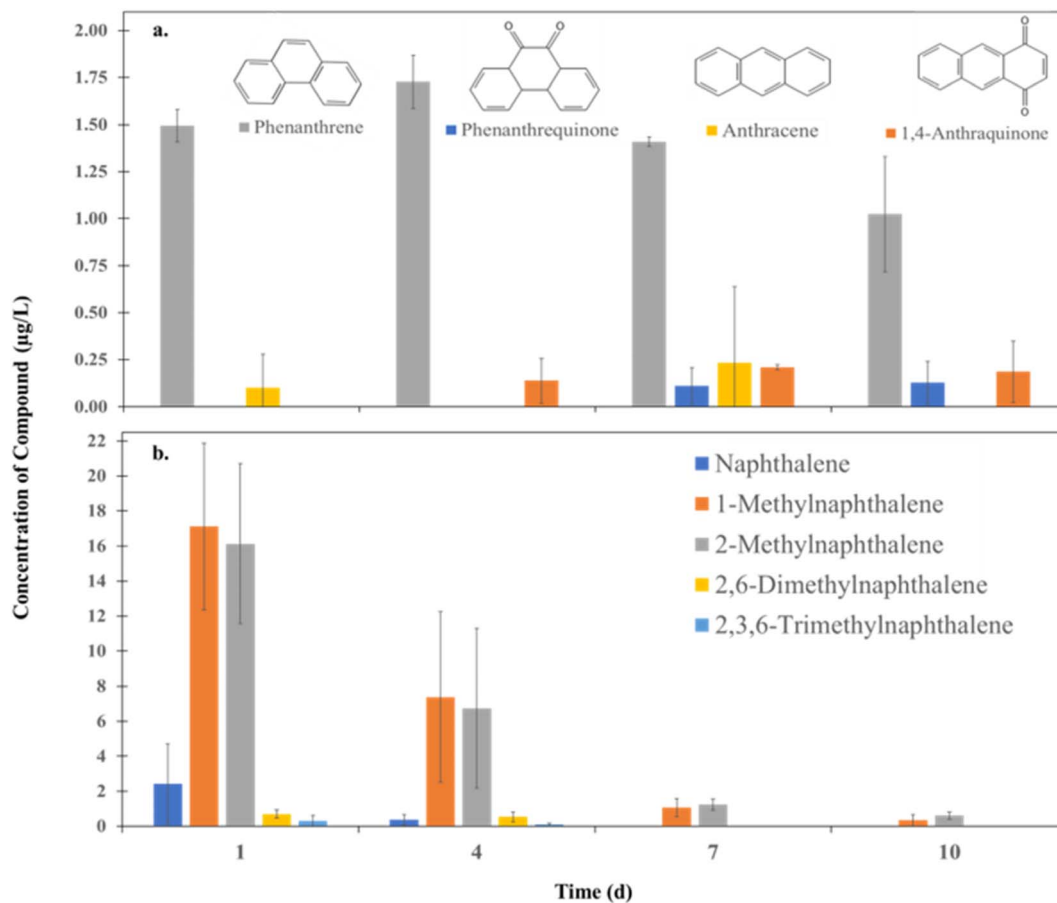 Concentration of Compound (µg/L)
a.
2.00
1.75
1.50
1.25
1.00
0.75
0.50
0.25
0.00
O O
O
O
Phenanthrene Phenanthrequinone Anthracene 1,4-Anthraquinone
b.
22
20
18
16
14
12
10
8
6
4
2
0
Naphthalene
1-Methylnaphthalene
2-Methylnaphthalene
2,6-Dimethylnaphthalene
2,3,6-Trimethylnaphthalene
1 4 7 10
Time (d)